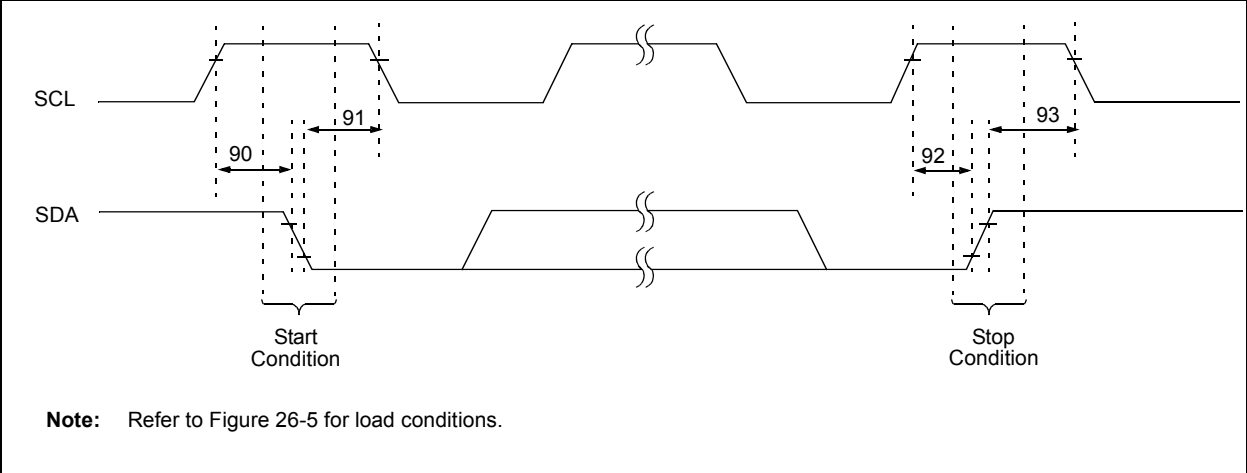 SCL
91
93
90
92
SDA
Start
Condition
Stop
Condition
Note: Refer to Figure 26-5 for load conditions.